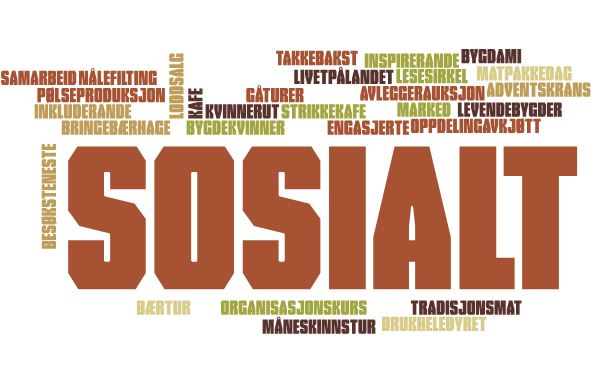 TAKKEBAKST INSPIRERANDE BYGDAMI
SAMARBEID NÅLEFILTING LODDSALG LIVETPÅLANDET LESESIRKEL MATPAKKEDAG
PØLSEPRODUKSJON KAFE GÅTURER AVLEGGERAUKSJON ADVENTSKRANS
INKLUDERANDE KVINNERUT STRIKKEKAFE MARKED LEVENDEBYGDER
BRINGEBÆRHAGE BYGDEKVINNER ENGASJERTE OPPDELINGAVKJØTT
BESØKSTENESTE
SOSIALT
BÆRTUR ORGANISASJONSKURS TRADISJONSMAT
MÅNESKINNSTUR BRUKHELEDYRET